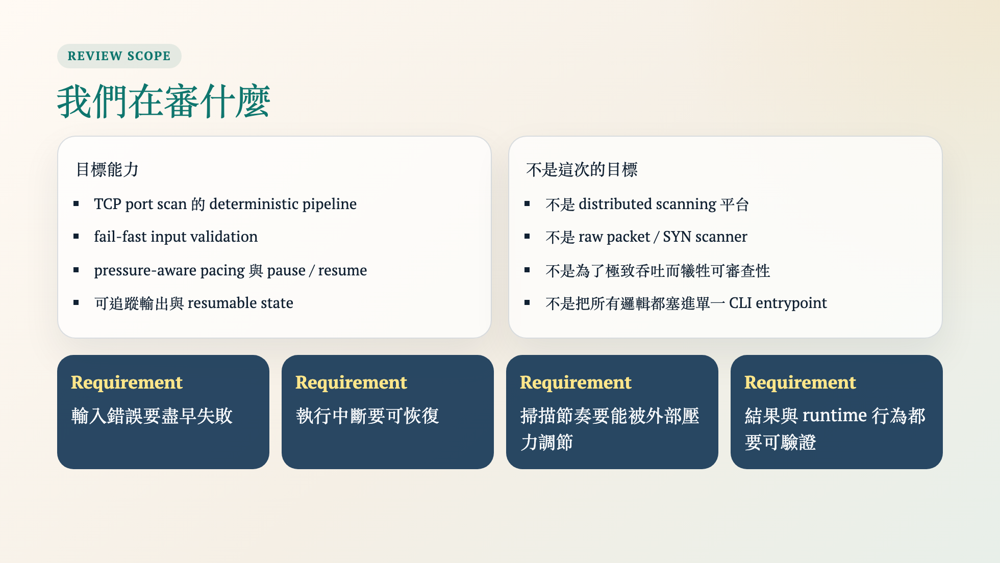 REVIEW SCOPE
我們在審什麼
目標能力
TCP port scan 的 deterministic pipeline
fail-fast input validation
pressure-aware pacing 與 pause / resume
可追蹤輸出與 resumable state
不是這次的目標
不是 distributed scanning 平台
不是 raw packet / SYN scanner
不是為了極致吞吐而犧牲可審查性
不是把所有邏輯都塞進單一 CLI entrypoint
Requirement
輸入錯誤要盡早失敗
Requirement
執行中斷要可恢復
Requirement
掃描節奏要能被外部壓
力調節
Requirement
結果與 runtime 行為都
要可驗證